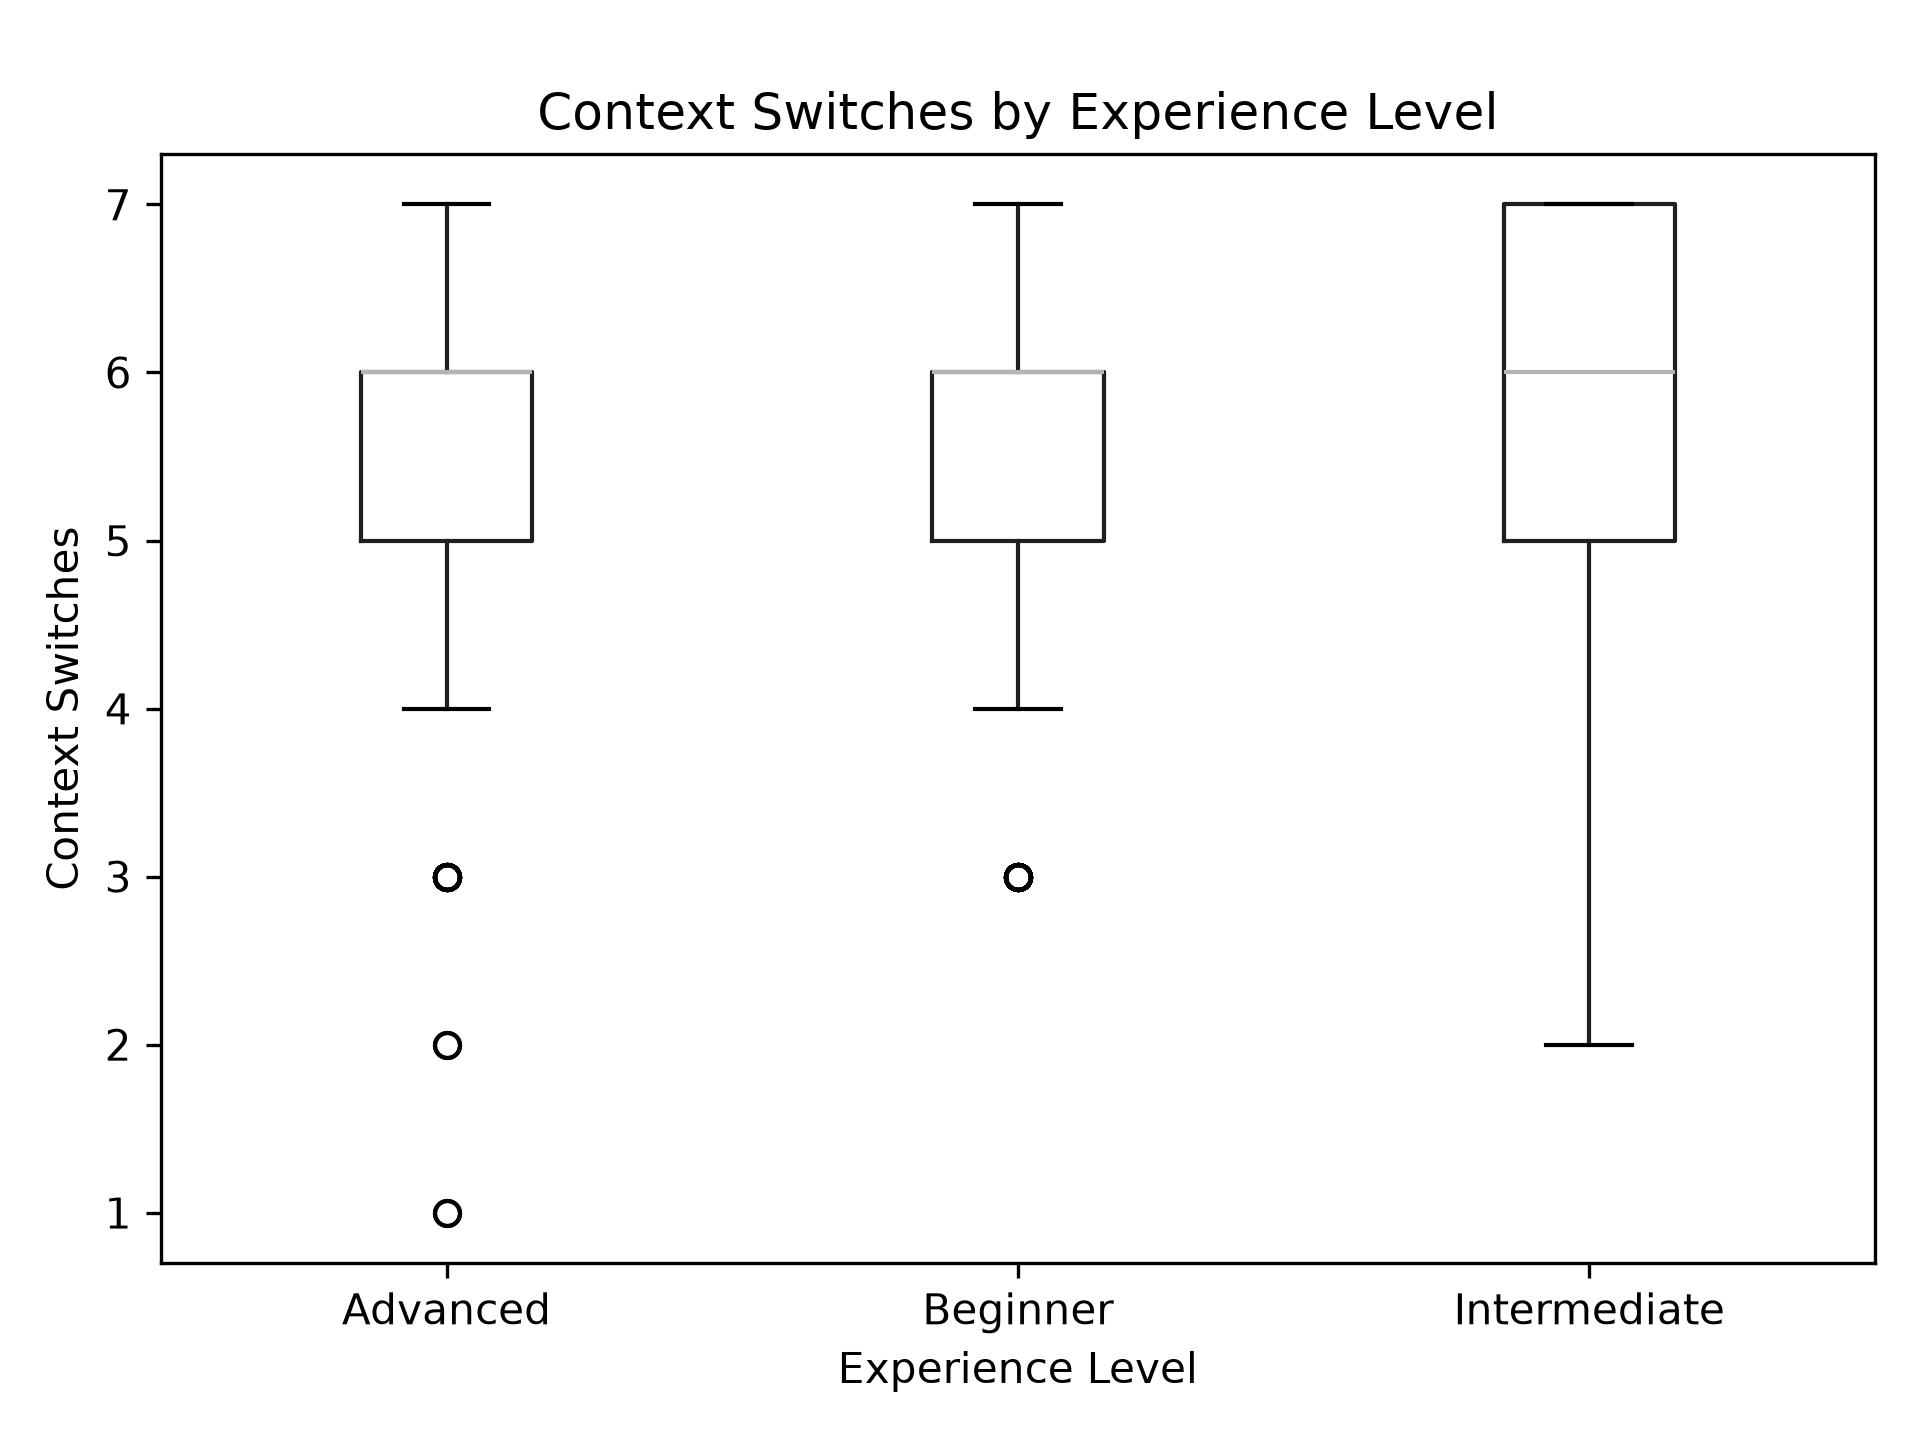 Context Switches by Experience Level
Context Switches
7
6
5
4
3
2
1
Advanced Beginner Intermediate
Experience Level